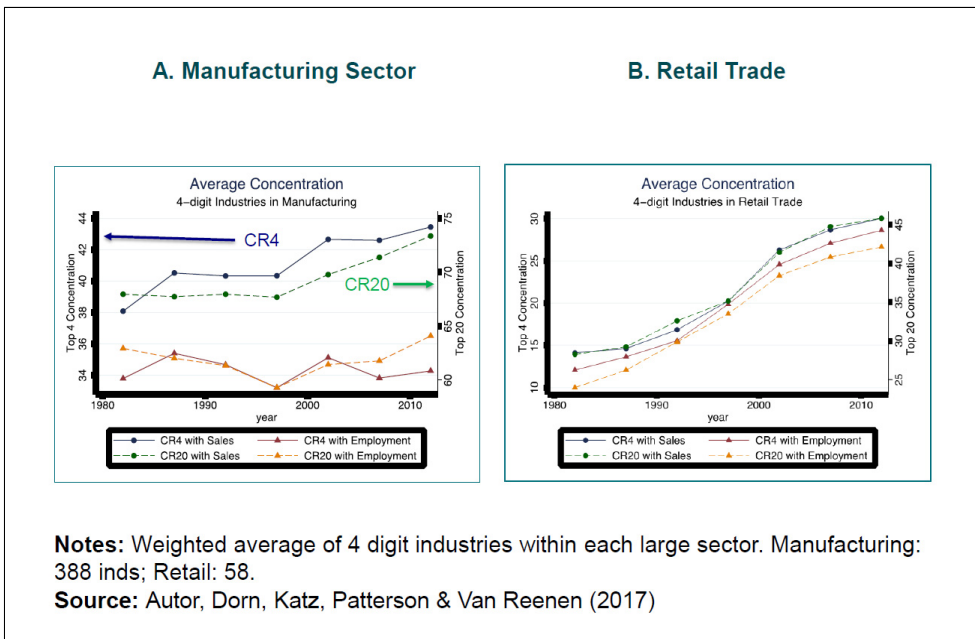 A. Manufacturing Sector
B. Retail Trade
Average Concentration
4-digit Industries in Manufacturing
44
42
40
38
36
34
Top 4 Concentration
75
70
65
60
Top 20 Concentration
CR4
CR20
1980
1990
2000
2010
year
CR4 with Sales
CR4 with Employment
CR20 with Sales
CR20 with Employment
Average Concentration
4-digit Industries in Retail Trade
30
25
20
15
10
Top 4 Concentration
45
40
35
30
25
Top 20 Concentration
1980
1990
2000
2010
year
CR4 with Sales
CR4 with Employment
CR20 with Sales
CR20 with Employment
Notes: Weighted average of 4 digit industries within each large sector. Manufacturing:
388 inds; Retail: 58.
Source: Autor, Dorn, Katz, Patterson & Van Reenen (2017)